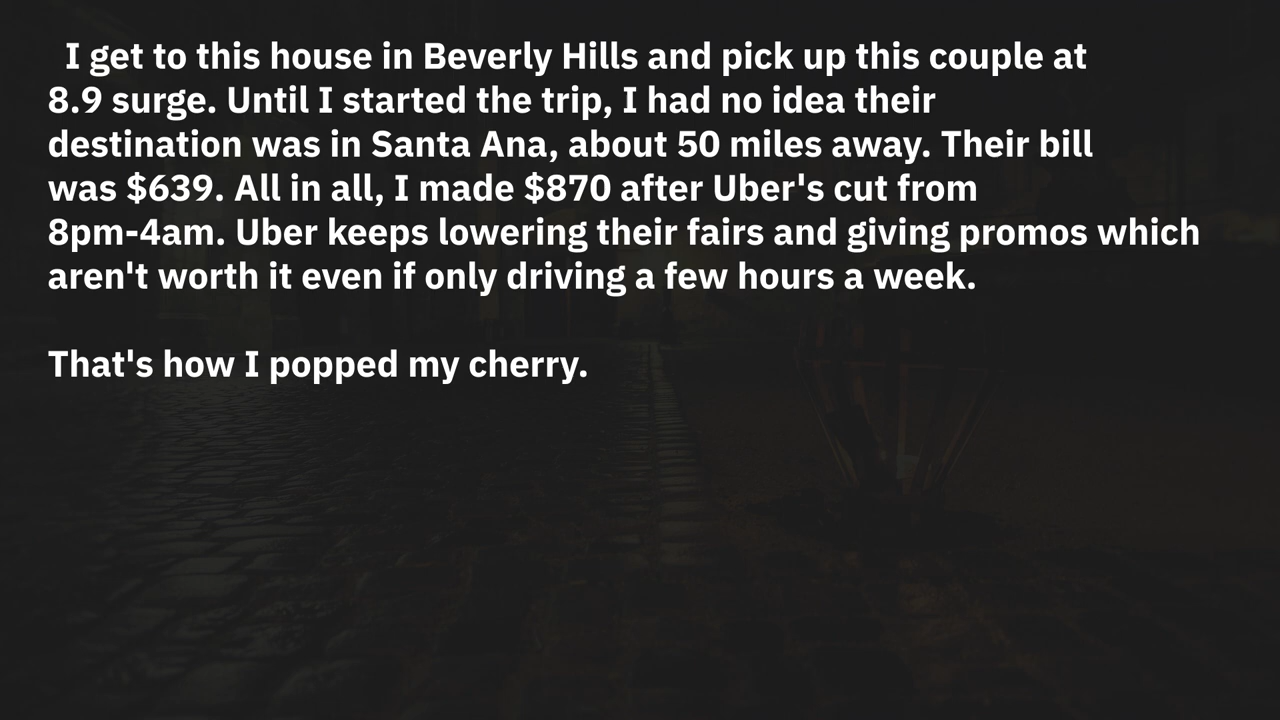 I get to this house in Beverly Hills and pick up this couple at
8.9 surge. Until I started the trip, I had no idea their
destination was in Santa Ana, about 50 miles away. Their bill
was $639. All in all, I made $870 after Uber's cut from
8pm-4am. Uber keeps lowering their fairs and giving promos which
aren't worth it even if only driving a few hours a week.

That's how I popped my cherry.